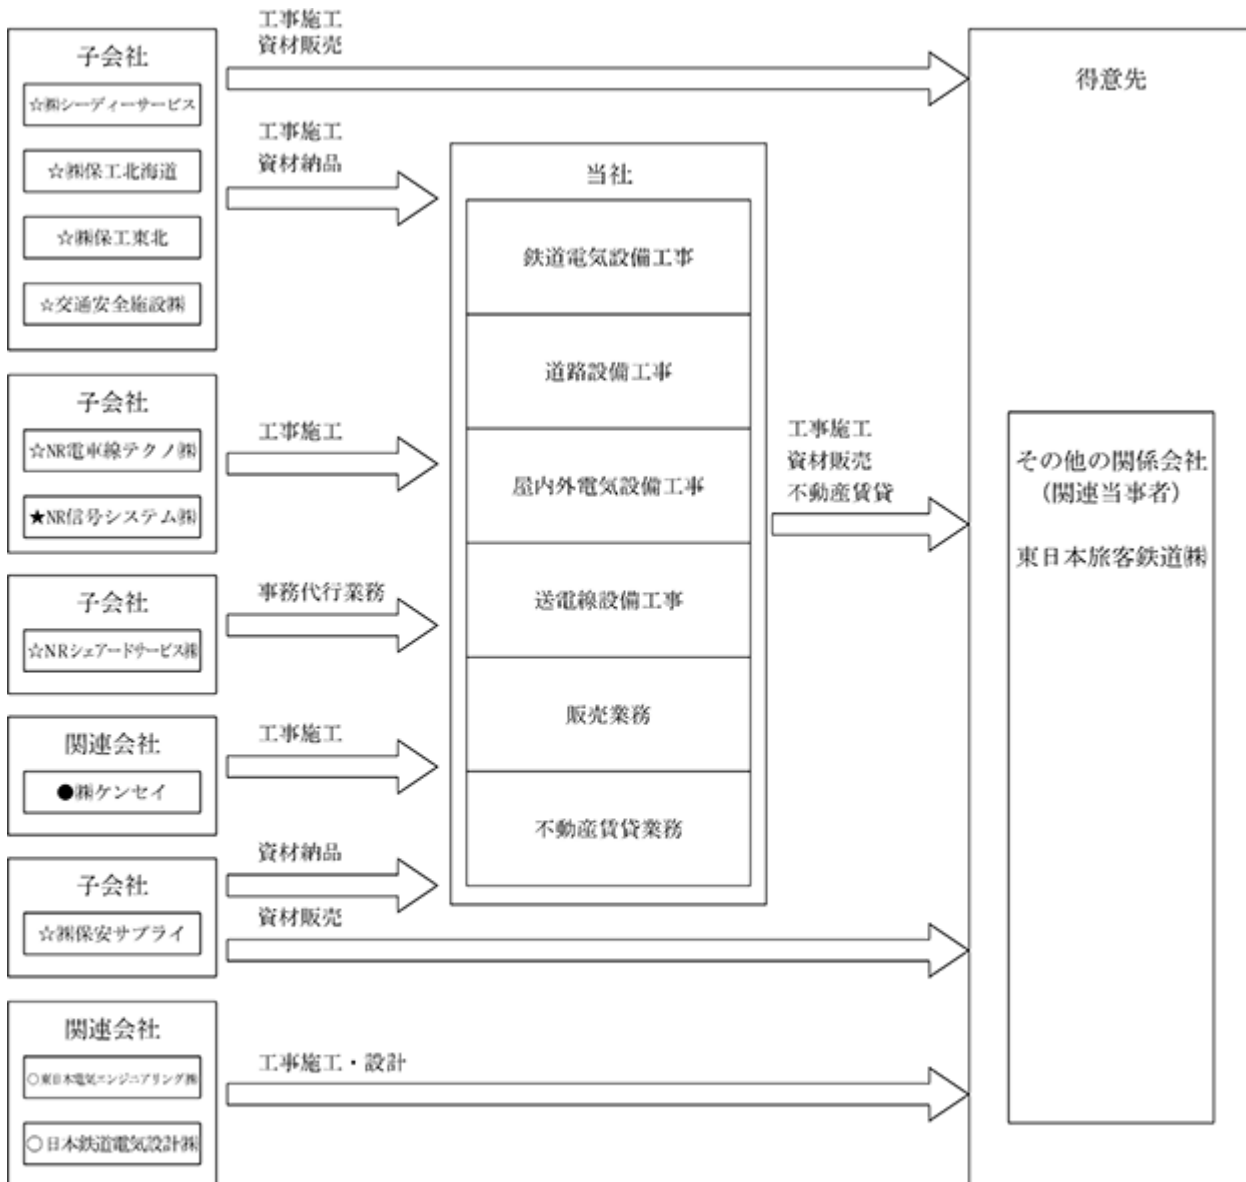 子会社
☆㈱シーディーサービス
☆㈱保工北海道
☆㈱保工東北
☆交通安全施設㈱
工事施工
資材販売
工事施工
資材納品
子会社
☆NR電車線テクノ㈱
★NR信号システム㈱
工事施工
子会社
☆NRシェアードサービス㈱
事務代行業務
関連会社
●㈱ケンセイ
工事施工
子会社
☆㈱保安サプライ
資材納品
資材販売
関連会社
○東日本電気エンジニアリング㈱
○日本鉄道電気設計㈱
工事施工・設計
当社
鉄道電気設備工事
道路設備工事
屋内外電気設備工事
送電線設備工事
販売業務
不動産賃貸業務
工事施工
資材販売
不動産賃貸
得意先
その他の関係会社
(関連当事者)
東日本旅客鉄道㈱